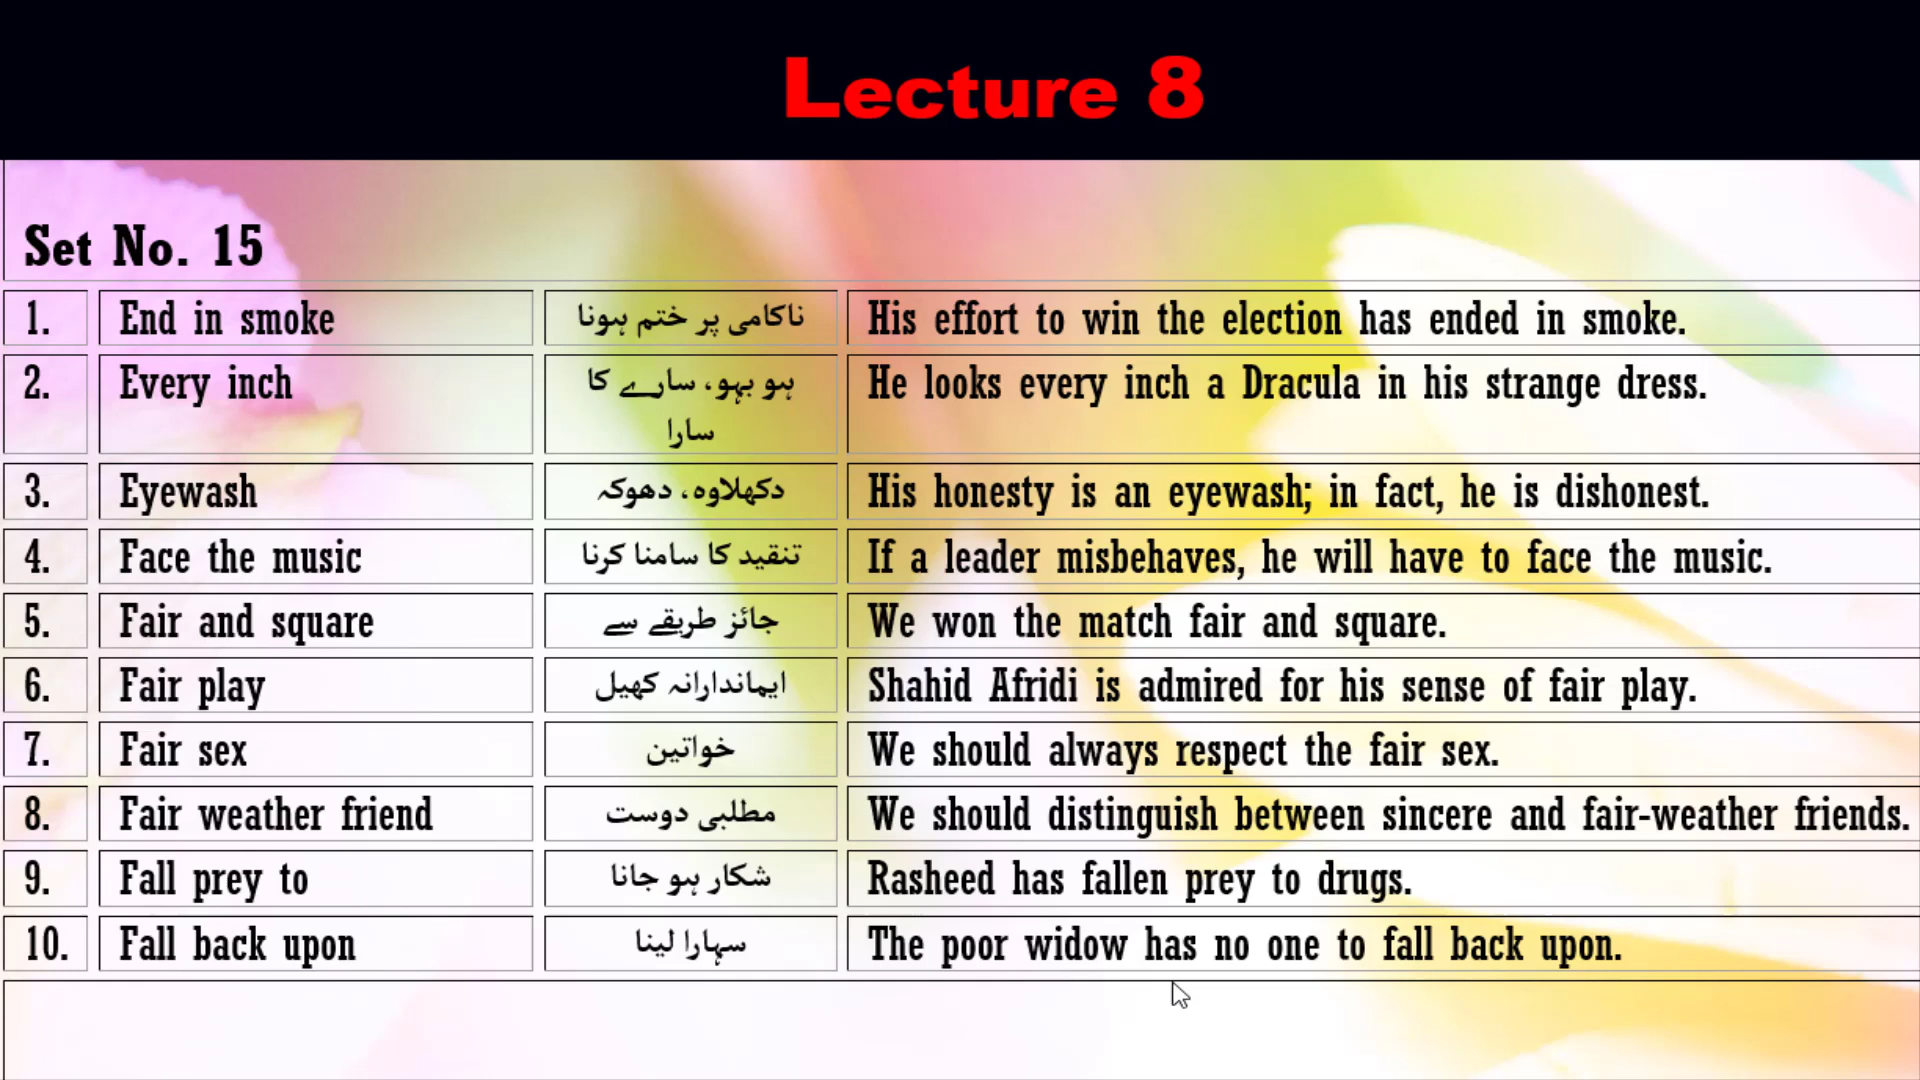 Lecture 8
Set No. 15
1. End in smoke ناکامی پر ختم ہونا His effort to win the election has ended in smoke.
2. Every inch ہو بہو، سارے کا He looks every inch a Dracula in his strange dress.
سارا
3. Eyewash دکھلاوہ، دھوکہ His honesty is an eyewash; in fact, he is dishonest.
4. Face the music تنقید کا سامنا کرنا If a leader misbehaves, he will have to face the music.
5. Fair and square جائز طریقے سے We won the match fair and square.
6. Fair play ایماندارانہ کھیل Shahid Afridi is admired for his sense of fair play.
7. Fair sex خواتین We should always respect the fair sex.
8. Fair weather friend مطلبی دوست We should distinguish between sincere and fair-weather friends.
9. Fall prey to شکار ہو جانا Rasheed has fallen prey to drugs.
10. Fall back upon سہارا لینا The poor widow has no one to fall back upon.